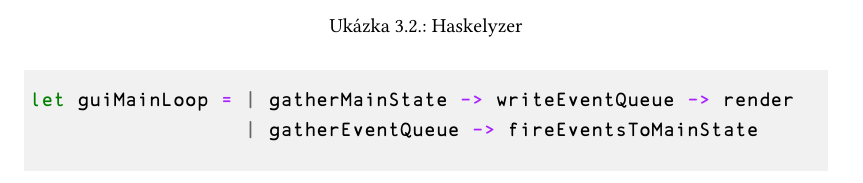 Ukázka 3.2.: Haskelyzer
let guiMainLoop = | gatherMainState -> writeEventQueue -> render
                  | gatherEventQueue -> fireEventsToMainState